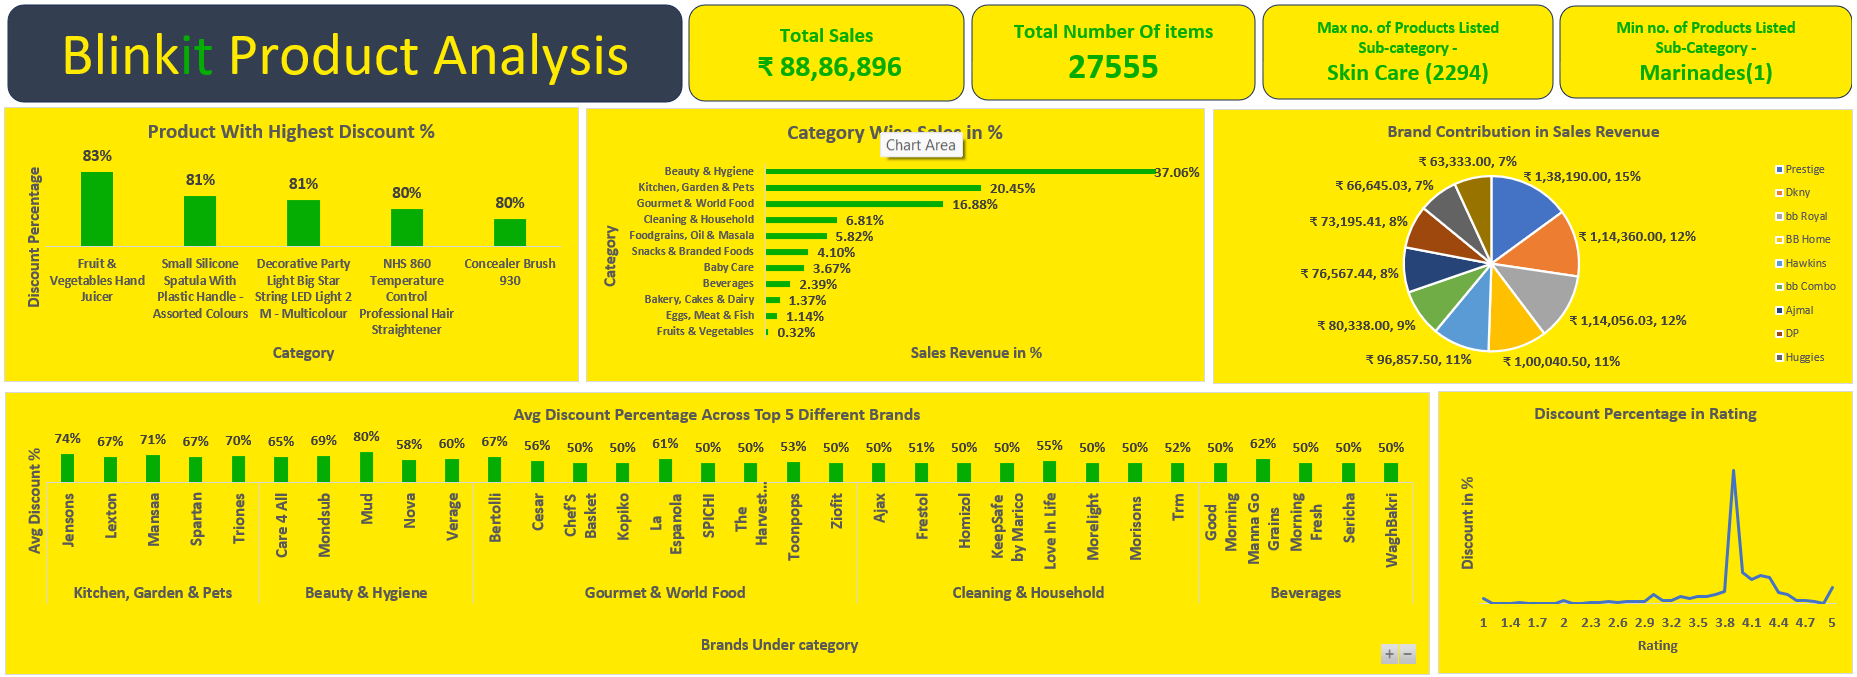 Blinkit Product Analysis
Total Sales
₹ 88,86,896
Total Number Of items
27555
Max no. of Products Listed
Sub-category -
Skin Care (2294)
Min no. of Products Listed
Sub-Category -
Marinades(1)
Product With Highest Discount %
Discount Percentage
83%
81%
81%
80%
80%
Fruit &
Vegetables Hand
Juicer
Small Silicone
Spatula With
Plastic Handle -
Assorted Colours
Decorative Party
Light Big Star
String LED Light 2
M - Multicolour
NHS 860
Temperature
Control
Professional Hair
Straightener
Concealer Brush
930
Category
Category Wise Sales in %
Chart Area
Category
Beauty & Hygiene 37.06%
Kitchen, Garden & Pets 20.45%
Gourmet & World Food 16.88%
Cleaning & Household 6.81%
Foodgrains, Oil & Masala 5.82%
Snacks & Branded Foods 4.10%
Baby Care 3.67%
Beverages 2.39%
Bakery, Cakes & Dairy 1.37%
Eggs, Meat & Fish 1.14%
Fruits & Vegetables 0.32%
Sales Revenue in %
Brand Contribution in Sales Revenue
₹ 63,333.00, 7%
₹ 1,38,190.00, 15%
₹ 66,645.03, 7%
₹ 73,195.41, 8%
₹ 1,14,360.00, 12%
₹ 76,567.44, 8%
₹ 80,338.00, 9%
₹ 1,14,056.03, 12%
₹ 96,857.50, 11%
₹ 1,00,040.50, 11%
Prestige
Dkny
bb Royal
BB Home
Hawkins
bb Combo
Ajmal
DP
Huggies
Avg Discount Percentage Across Top 5 Different Brands
Avg Discount %
74% 67% 71% 67% 70% 65% 69% 80% 58% 60% 67% 56% 50% 50% 61% 50% 50% 53% 50% 50% 51% 50% 50% 55% 50% 50% 52% 50% 62% 50% 50% 50%
Jensons
Lexton
Mansaa
Spartan
Triones
Care 4 All
Mondsub
Mud
Nova
Verage
Bertolli
Cesar
Chef'S
Basket
Kopiko
La
Espanola
SPICHI
The
Harvest...
Toonpops
Ziofit
Ajax
Frestol
Homizol
KeepSafe
by Marico
Love In Life
Morelight
Morisons
Trm
Good
Morning
Manna Go
Grains
Morning
Fresh
Sericha
WaghBakri
Kitchen, Garden & Pets
Beauty & Hygiene
Gourmet & World Food
Cleaning & Household
Beverages
Brands Under category
+ −
Discount Percentage in Rating
Discount in %
1 1.4 1.7 2 2.3 2.6 2.9 3.2 3.5 3.8 4.1 4.4 4.7 5
Rating